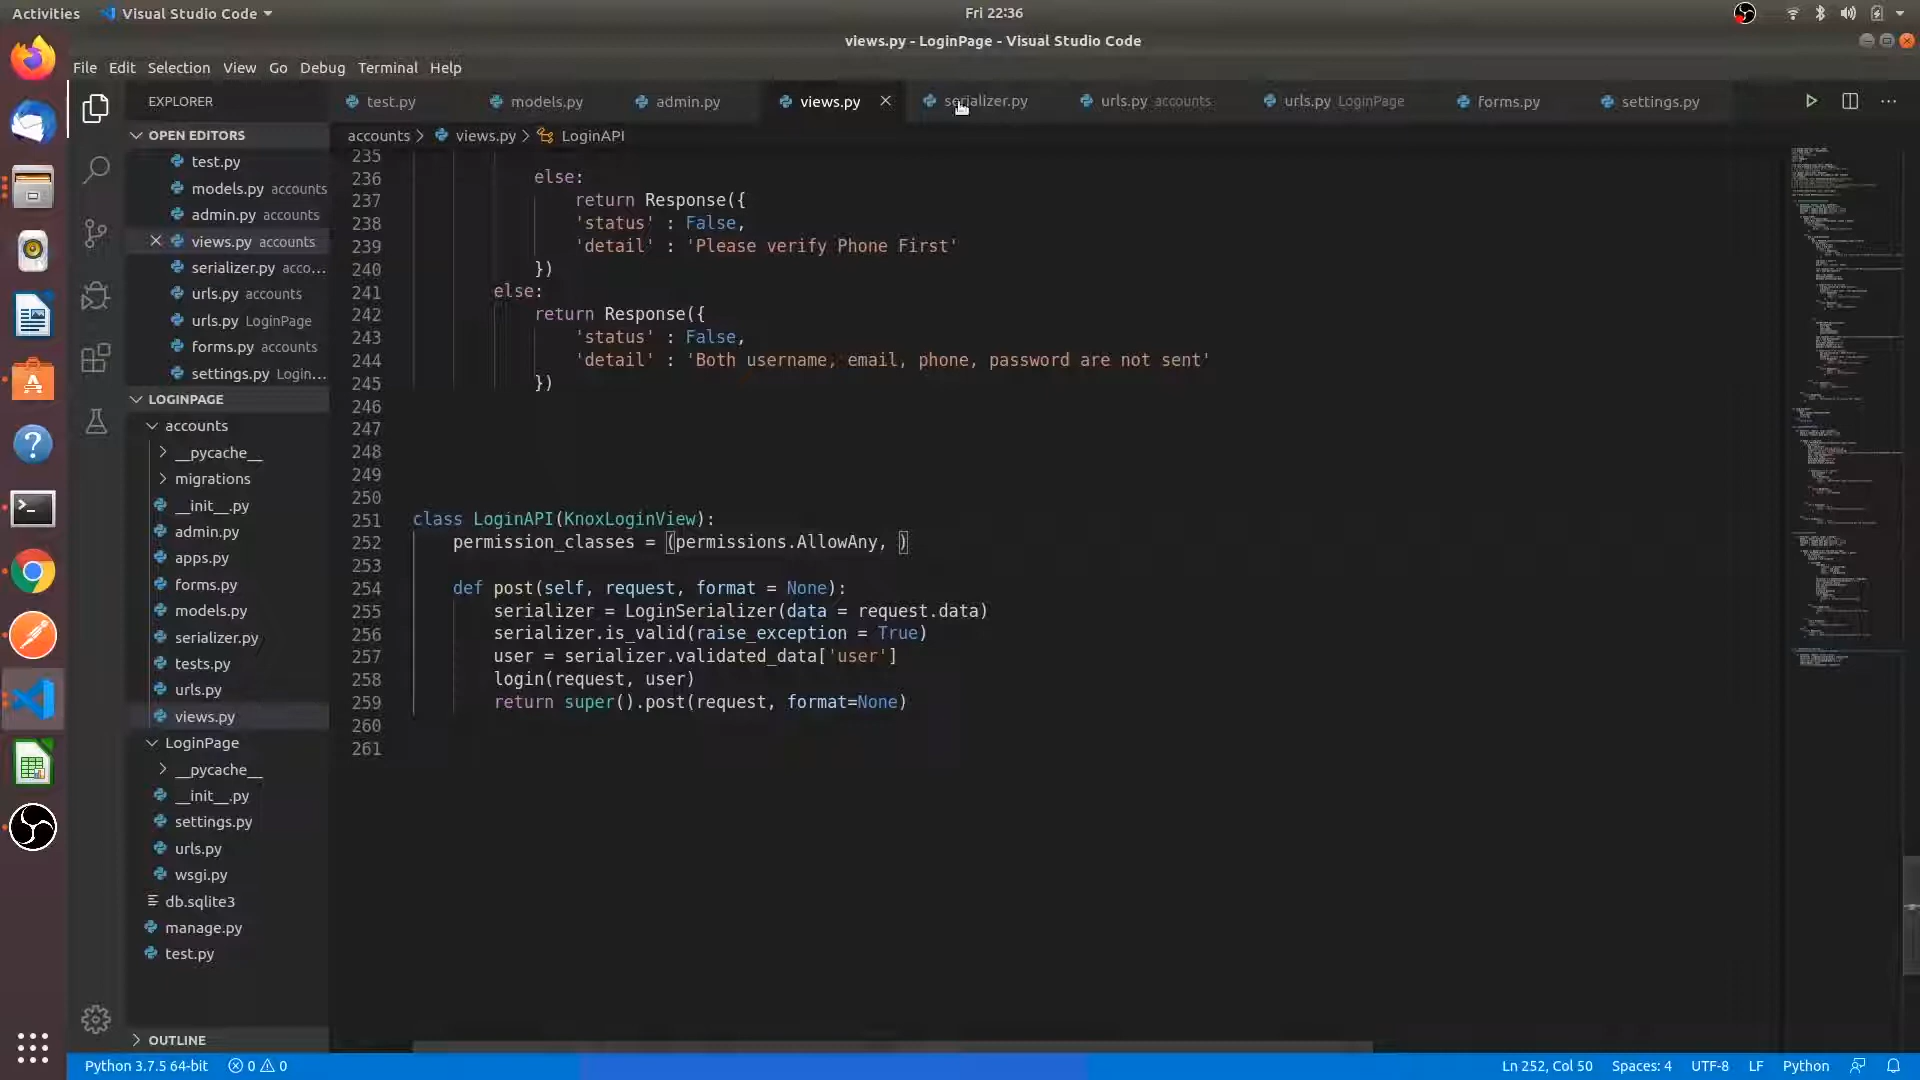 Activities
Visual Studio Code
Fri 22:36
views.py - LoginPage - Visual Studio Code
File Edit Selection View Go Debug Terminal Help
EXPLORER
test.py
models.py
admin.py
views.py
serializer.py
urls.py accounts
urls.py LoginPage
forms.py
settings.py
OPEN EDITORS
test.py
models.py accounts
admin.py accounts
views.py accounts
serializer.py acco...
urls.py accounts
urls.py LoginPage
forms.py accounts
settings.py Login...
LOGINPAGE
accounts
__pycache__
migrations
__init__.py
admin.py
apps.py
forms.py
models.py
serializer.py
tests.py
urls.py
views.py
LoginPage
__pycache__
__init__.py
settings.py
urls.py
wsgi.py
db.sqlite3
manage.py
test.py
OUTLINE
accounts > views.py > LoginAPI
235
236 else:
237 return Response({
238 'status' : False,
239 'detail' : 'Please verify Phone First'
240 })
241 else:
242 return Response({
243 'status' : False,
244 'detail' : 'Both username, email, phone, password are not sent'
245 })
246
247
248
249
250
251 class LoginAPI(KnoxLoginView):
252 permission_classes = (permissions.AllowAny, )
253
254 def post(self, request, format = None):
255 serializer = LoginSerializer(data = request.data)
256 serializer.is_valid(raise_exception = True)
257 user = serializer.validated_data['user']
258 login(request, user)
259 return super().post(request, format=None)
260
261
Python 3.7.5 64-bit
0
0
Ln 252, Col 50
Spaces: 4
UTF-8
LF
Python